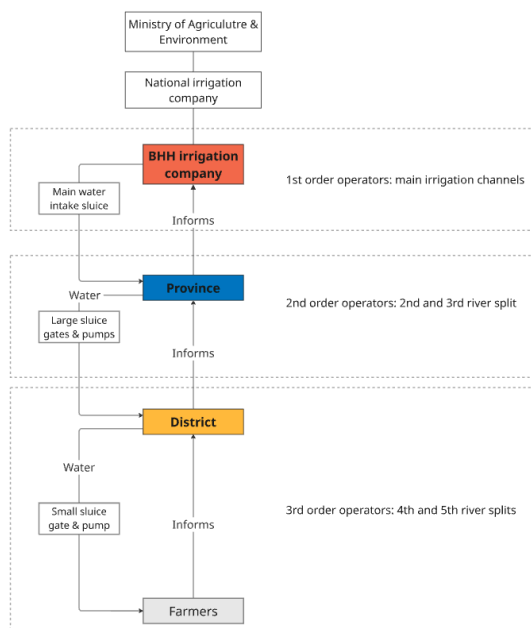 Ministry of Agriculutre &
Environment
National irrigation
company
BHH irrigation
company
1st order operators: main irrigation channels
Main water
intake sluice
Informs
Province
Water
2nd order operators: 2nd and 3rd river split
Large sluice
gates & pumps
Informs
District
Water
Small sluice
gate & pump
3rd order operators: 4th and 5th river splits
Informs
Farmers